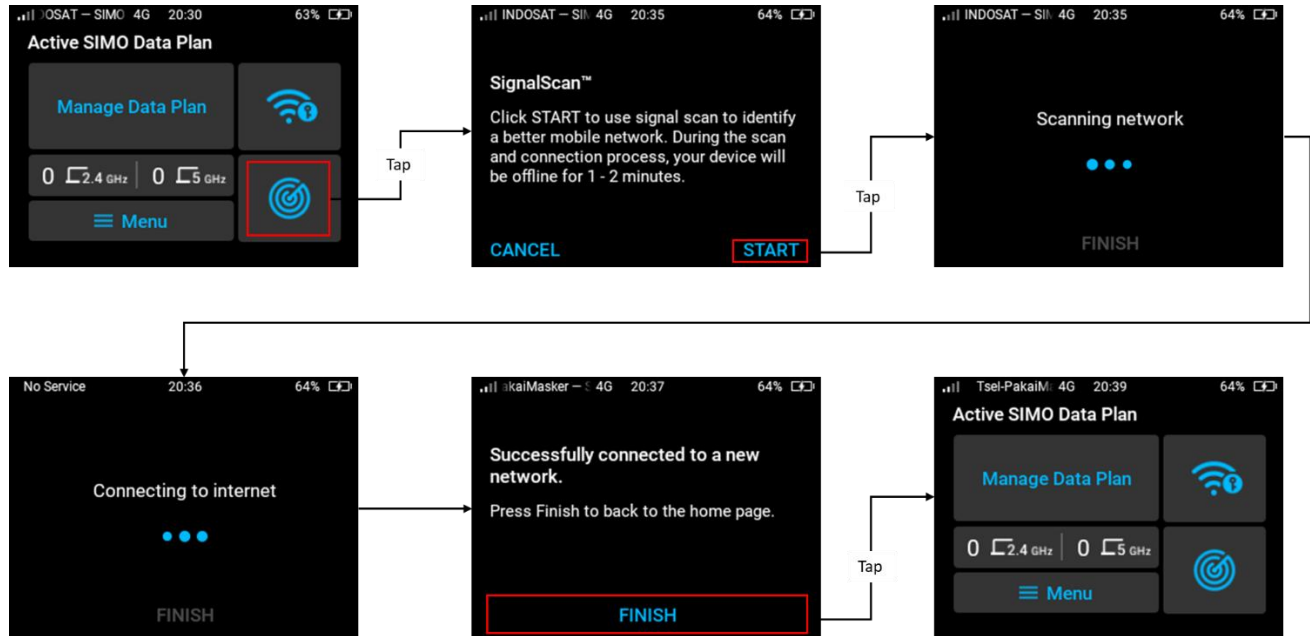 OSAT – SIMO 4G 20:30 63%
Active SIMO Data Plan
Manage Data Plan
0 2.4 GHz 0 5 GHz
Menu
Tap
INDOSAT – SI 4G 20:35 64%
SignalScan™
Click START to use signal scan to identify
a better mobile network. During the scan
and connection process, your device will
be offline for 1 - 2 minutes.
CANCEL START
Tap
INDOSAT – SI 4G 20:35 64%
Scanning network
FINISH
No Service 20:36 64%
Connecting to internet
FINISH
akaiMasker – S 4G 20:37 64%
Successfully connected to a new
network.
Press Finish to back to the home page.
FINISH
Tap
Tsel-PakaiM 4G 20:39 64%
Active SIMO Data Plan
Manage Data Plan
0 2.4 GHz 0 5 GHz
Menu